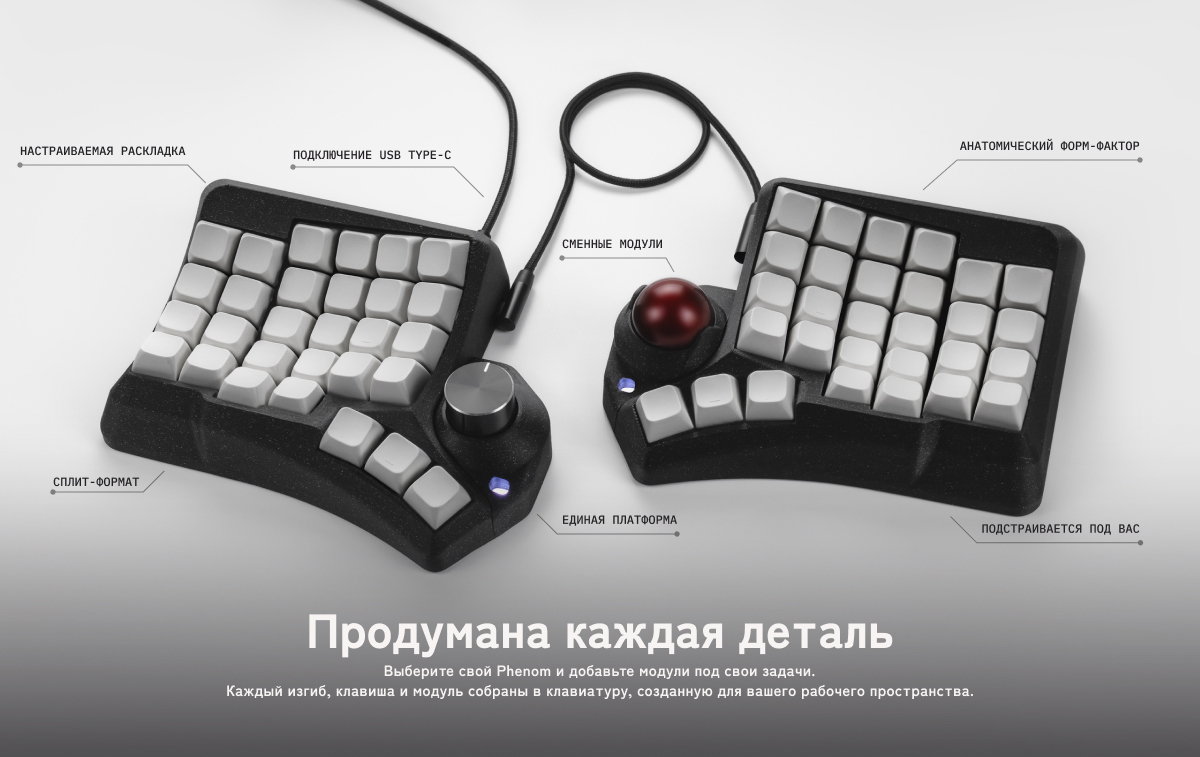 НАСТРАИВАЕМАЯ РАСКЛАДКА
ПОДКЛЮЧЕНИЕ USB TYPE-C
АНАТОМИЧЕСКИЙ ФОРМ-ФАКТОР
СМЕННЫЕ МОДУЛИ
СПЛИТ-ФОРМАТ
ЕДИНАЯ ПЛАТФОРМА
ПОДСТРАИВАЕТСЯ ПОД ВАС
Продумана каждая деталь
Выберите свой Phenom и добавьте модули под свои задачи.
Каждый изгиб, клавиша и модуль собраны в клавиатуру, созданную для вашего рабочего пространства.